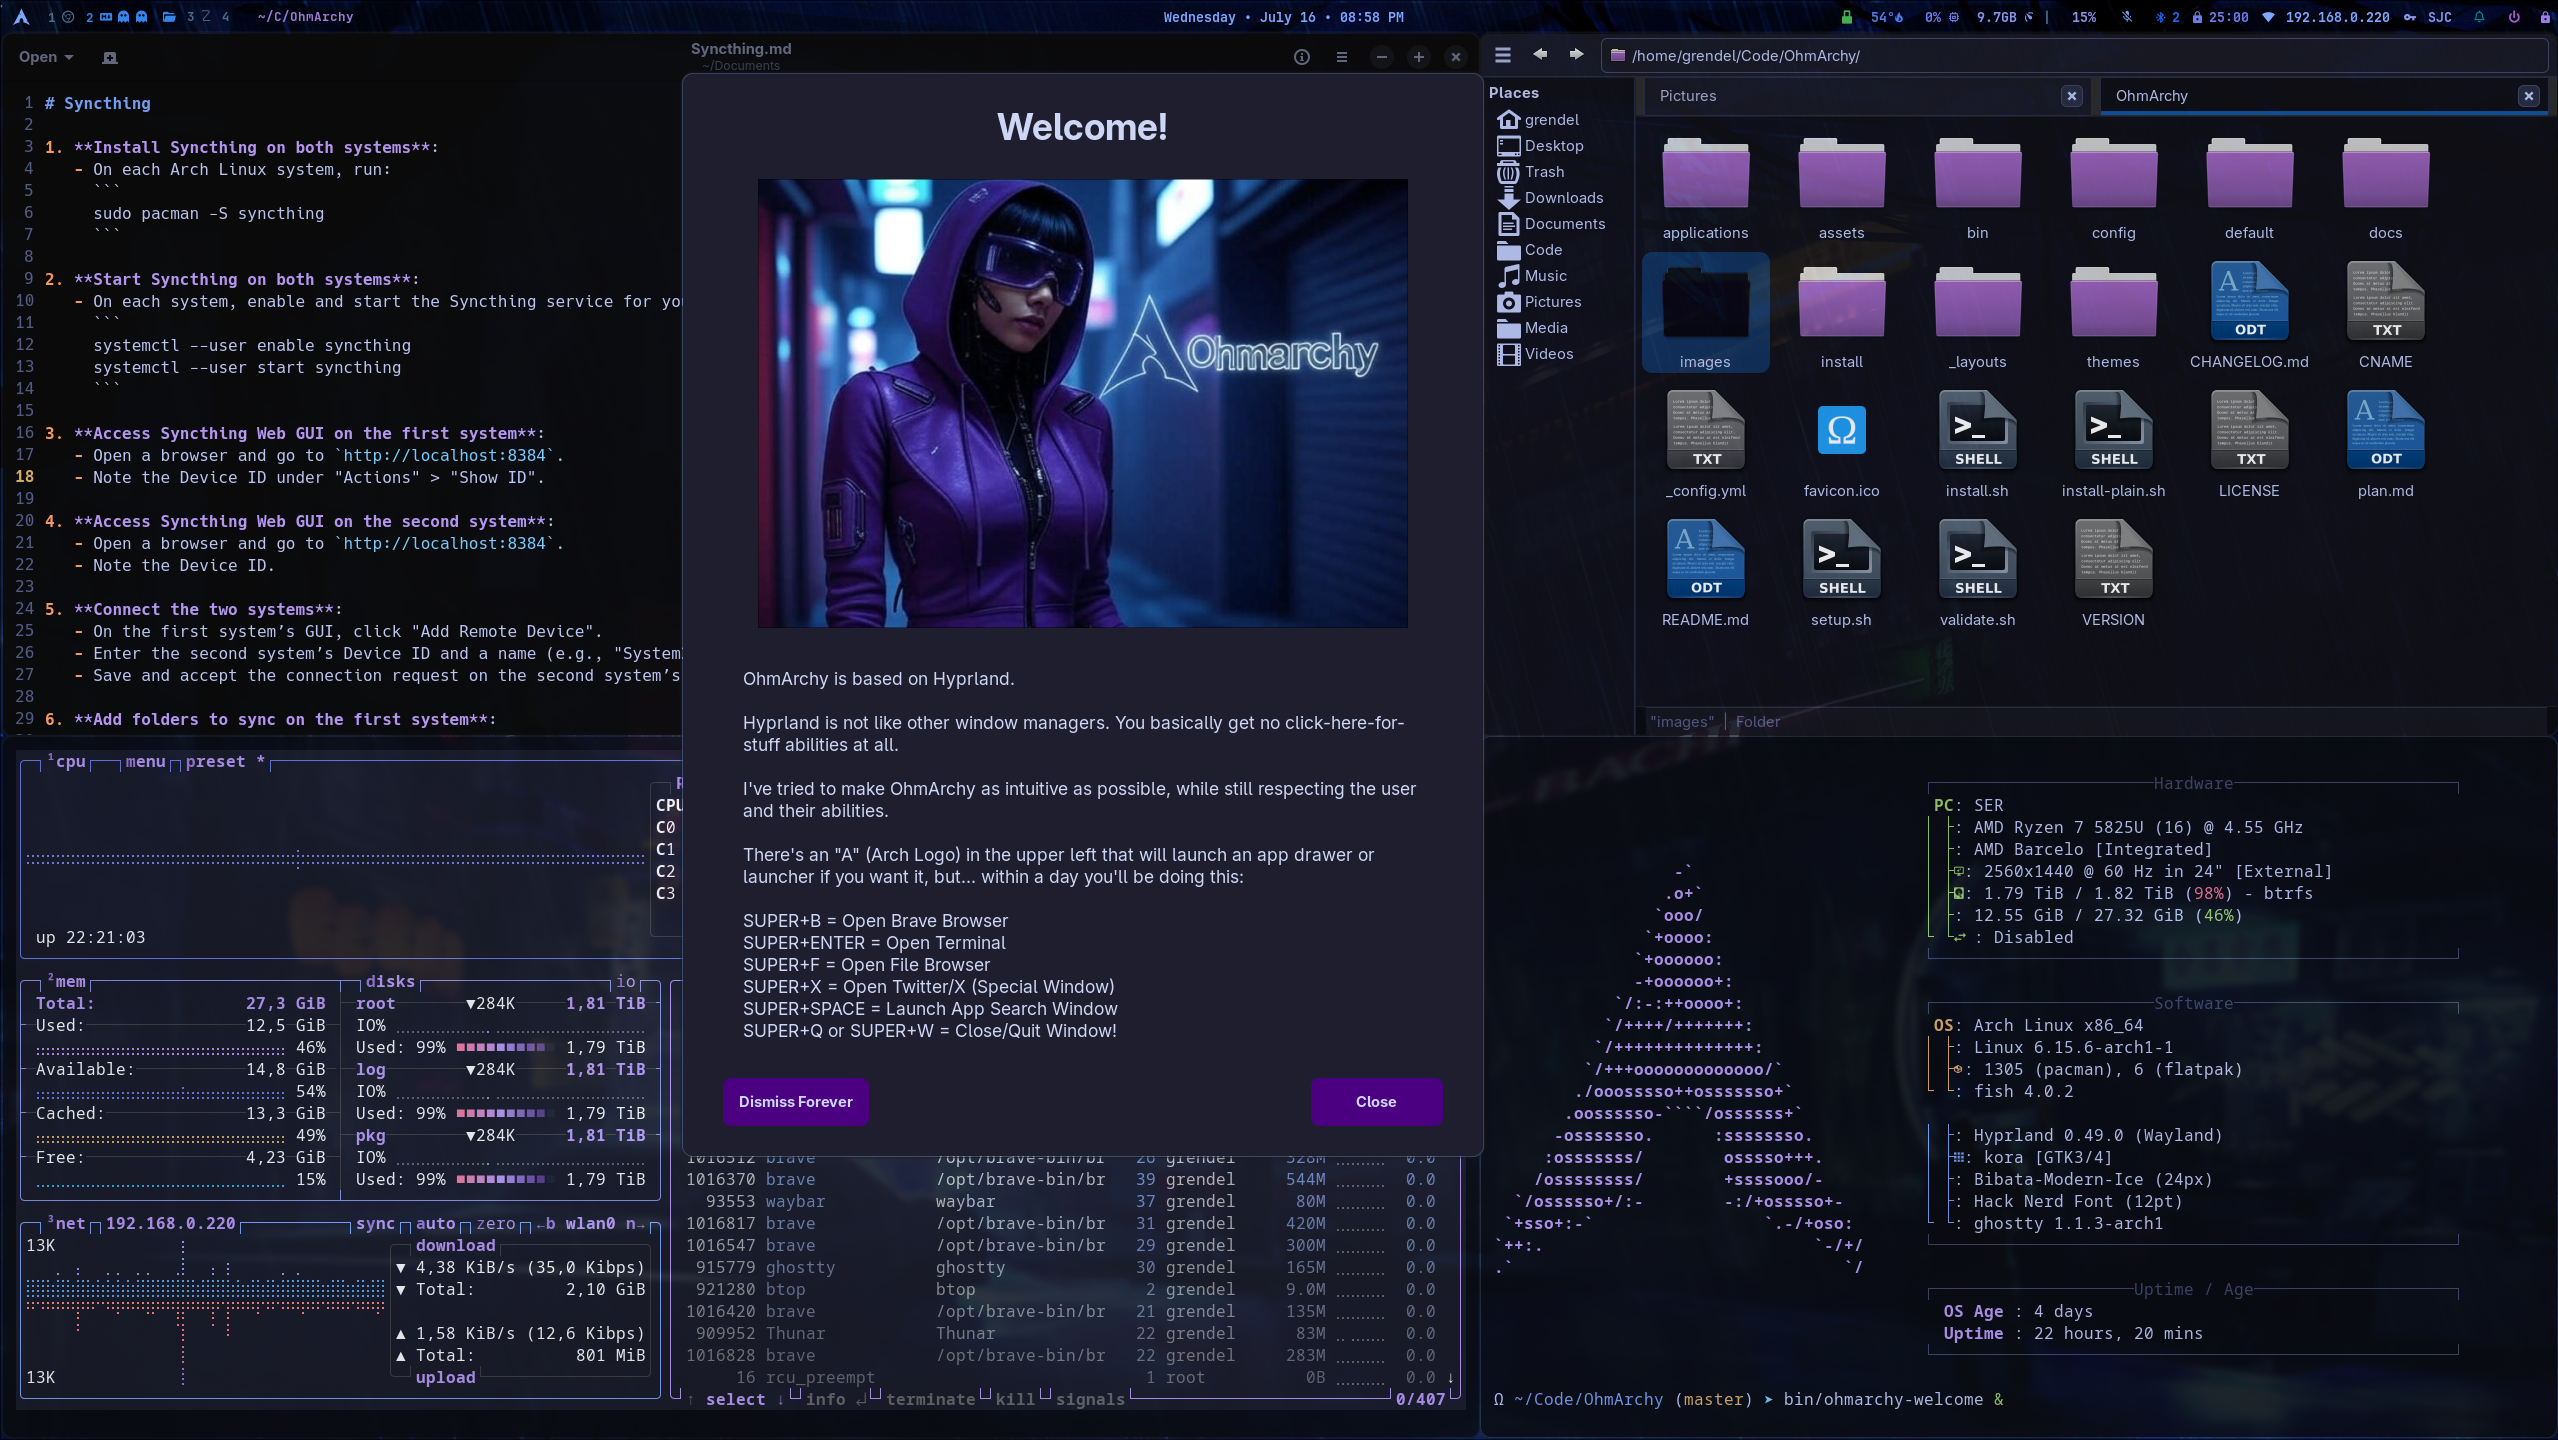 1 2 3 4 ~/C/OhmArchy
Wednesday • July 16 • 08:58 PM
54° 0% 9.7GB | 15% 2 25:00 192.168.0.220 SJC
Open
Syncthing.md
~/Documents
1 # Syncthing
2
3 1. **Install Syncthing on both systems**:
4 - On each Arch Linux system, run:
5 ```
6 sudo pacman -S syncthing
7 ```
8
9 2. **Start Syncthing on both systems**:
10 - On each system, enable and start the Syncthing service for yo
11 ```
12 systemctl --user enable syncthing
13 systemctl --user start syncthing
14 ```
15
16 3. **Access Syncthing Web GUI on the first system**:
17 - Open a browser and go to `http://localhost:8384`.
18 - Note the Device ID under "Actions" > "Show ID".
19
20 4. **Access Syncthing Web GUI on the second system**:
21 - Open a browser and go to `http://localhost:8384`.
22 - Note the Device ID.
23
24 5. **Connect the two systems**:
25 - On the first system’s GUI, click "Add Remote Device".
26 - Enter the second system’s Device ID and a name (e.g., "System
27 - Save and accept the connection request on the second system’s
28
29 6. **Add folders to sync on the first system**:
Welcome!
Ohmarchy
OhmArchy is based on Hyprland.
Hyprland is not like other window managers. You basically get no click-here-for-
stuff abilities at all.
I've tried to make OhmArchy as intuitive as possible, while still respecting the user
and their abilities.
There's an "A" (Arch Logo) in the upper left that will launch an app drawer or
launcher if you want it, but... within a day you'll be doing this:
SUPER+B = Open Brave Browser
SUPER+ENTER = Open Terminal
SUPER+F = Open File Browser
SUPER+X = Open Twitter/X (Special Window)
SUPER+SPACE = Launch App Search Window
SUPER+Q or SUPER+W = Close/Quit Window!
Dismiss Forever
Close
/home/grendel/Code/OhmArchy/
Places
grendel
Desktop
Trash
Downloads
Documents
Code
Music
Pictures
Media
Videos
Pictures
OhmArchy
applications assets bin config default docs
ODT TXT
images install _layouts themes CHANGELOG.md CNAME
TXT Ω >_ SHELL >_ SHELL TXT ODT
_config.yml favicon.ico install.sh install-plain.sh LICENSE plan.md
ODT >_ SHELL >_ SHELL TXT
README.md setup.sh validate.sh VERSION
"images" | Folder
1cpu menu preset *
CPU
C0
C1
C2
C3
up 22:21:03
2mem disks io
Total: 27,3 GiB root ▼284K 1,81 TiB
Used: 12,5 GiB IO%
46% Used: 99% 1,79 TiB
Available: 14,8 GiB log ▼284K 1,81 TiB
54% IO%
Cached: 13,3 GiB Used: 99% 1,79 TiB
49% pkg ▼284K 1,81 TiB
Free: 4,23 GiB IO%
15% Used: 99% 1,79 TiB
3net 192.168.0.220 sync auto zero ←b wlan0 n→
13K download
▼ 4,38 KiB/s (35,0 Kibps)
▼ Total: 2,10 GiB
▲ 1,58 KiB/s (12,6 Kibps)
▲ Total: 801 MiB
13K upload
1016512 brave /opt/brave-bin/br 26 grendel 328M 0.0
1016370 brave /opt/brave-bin/br 39 grendel 544M 0.0
93553 waybar waybar 37 grendel 80M 0.0
1016817 brave /opt/brave-bin/br 31 grendel 420M 0.0
1016547 brave /opt/brave-bin/br 29 grendel 300M 0.0
915779 ghostty ghostty 30 grendel 165M 0.0
921280 btop btop 2 grendel 9.0M 0.0
1016420 brave /opt/brave-bin/br 21 grendel 135M 0.0
909952 Thunar Thunar 22 grendel 83M 0.0
1016828 brave /opt/brave-bin/br 22 grendel 283M 0.0
16 rcu_preempt 1 root 0B 0.0 ↓
↑ select ↓ info ↲ terminate kill signals 0/407
Hardware
PC: SER
: AMD Ryzen 7 5825U (16) @ 4.55 GHz
: AMD Barcelo [Integrated]
: 2560x1440 @ 60 Hz in 24" [External]
: 1.79 TiB / 1.82 TiB (98%) - btrfs
: 12.55 GiB / 27.32 GiB (46%)
: Disabled
Software
OS: Arch Linux x86_64
: Linux 6.15.6-arch1-1
: 1305 (pacman), 6 (flatpak)
: fish 4.0.2
: Hyprland 0.49.0 (Wayland)
: kora [GTK3/4]
: Bibata-Modern-Ice (24px)
: Hack Nerd Font (12pt)
: ghostty 1.1.3-arch1
Uptime / Age
OS Age : 4 days
Uptime : 22 hours, 20 mins
Ω ~/Code/OhmArchy (master) ➤ bin/ohmarchy-welcome &